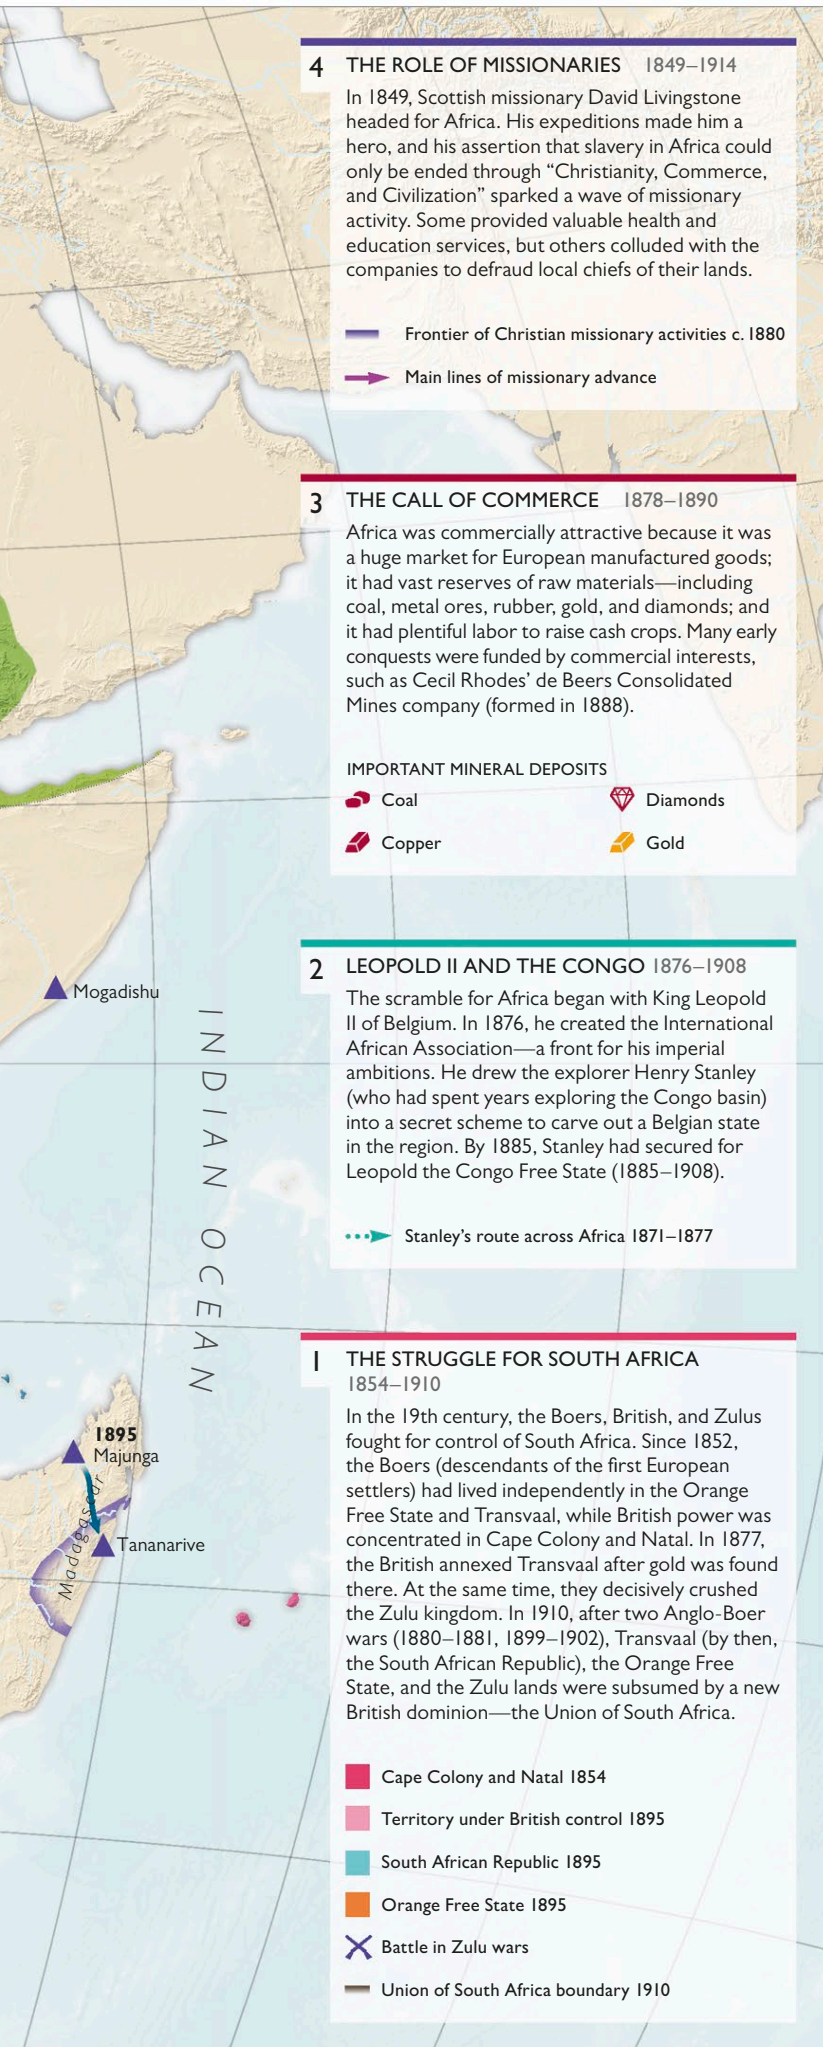 4 THE ROLE OF MISSIONARIES 1849–1914
In 1849, Scottish missionary David Livingstone
headed for Africa. His expeditions made him a
hero, and his assertion that slavery in Africa could
only be ended through “Christianity, Commerce,
and Civilization” sparked a wave of missionary
activity. Some provided valuable health and
education services, but others colluded with the
companies to defraud local chiefs of their lands.
Frontier of Christian missionary activities c. 1880
Main lines of missionary advance
3 THE CALL OF COMMERCE 1878–1890
Africa was commercially attractive because it was
a huge market for European manufactured goods;
it had vast reserves of raw materials—including
coal, metal ores, rubber, gold, and diamonds; and
it had plentiful labor to raise cash crops. Many early
conquests were funded by commercial interests,
such as Cecil Rhodes’ de Beers Consolidated
Mines company (formed in 1888).
IMPORTANT MINERAL DEPOSITS
Coal
Diamonds
Copper
Gold
2 LEOPOLD II AND THE CONGO 1876–1908
The scramble for Africa began with King Leopold
II of Belgium. In 1876, he created the International
African Association—a front for his imperial
ambitions. He drew the explorer Henry Stanley
(who had spent years exploring the Congo basin)
into a secret scheme to carve out a Belgian state
in the region. By 1885, Stanley had secured for
Leopold the Congo Free State (1885–1908).
Stanley’s route across Africa 1871–1877
1 THE STRUGGLE FOR SOUTH AFRICA
1854–1910
In the 19th century, the Boers, British, and Zulus
fought for control of South Africa. Since 1852,
the Boers (descendants of the first European
settlers) had lived independently in the Orange
Free State and Transvaal, while British power was
concentrated in Cape Colony and Natal. In 1877,
the British annexed Transvaal after gold was found
there. At the same time, they decisively crushed
the Zulu kingdom. In 1910, after two Anglo-Boer
wars (1880–1881, 1899–1902), Transvaal (by then,
the South African Republic), the Orange Free
State, and the Zulu lands were subsumed by a new
British dominion—the Union of South Africa.
Cape Colony and Natal 1854
Territory under British control 1895
South African Republic 1895
Orange Free State 1895
Battle in Zulu wars
Union of South Africa boundary 1910
Mogadishu
INDIAN OCEAN
1895
Majunga
Madagascar
Tananarive